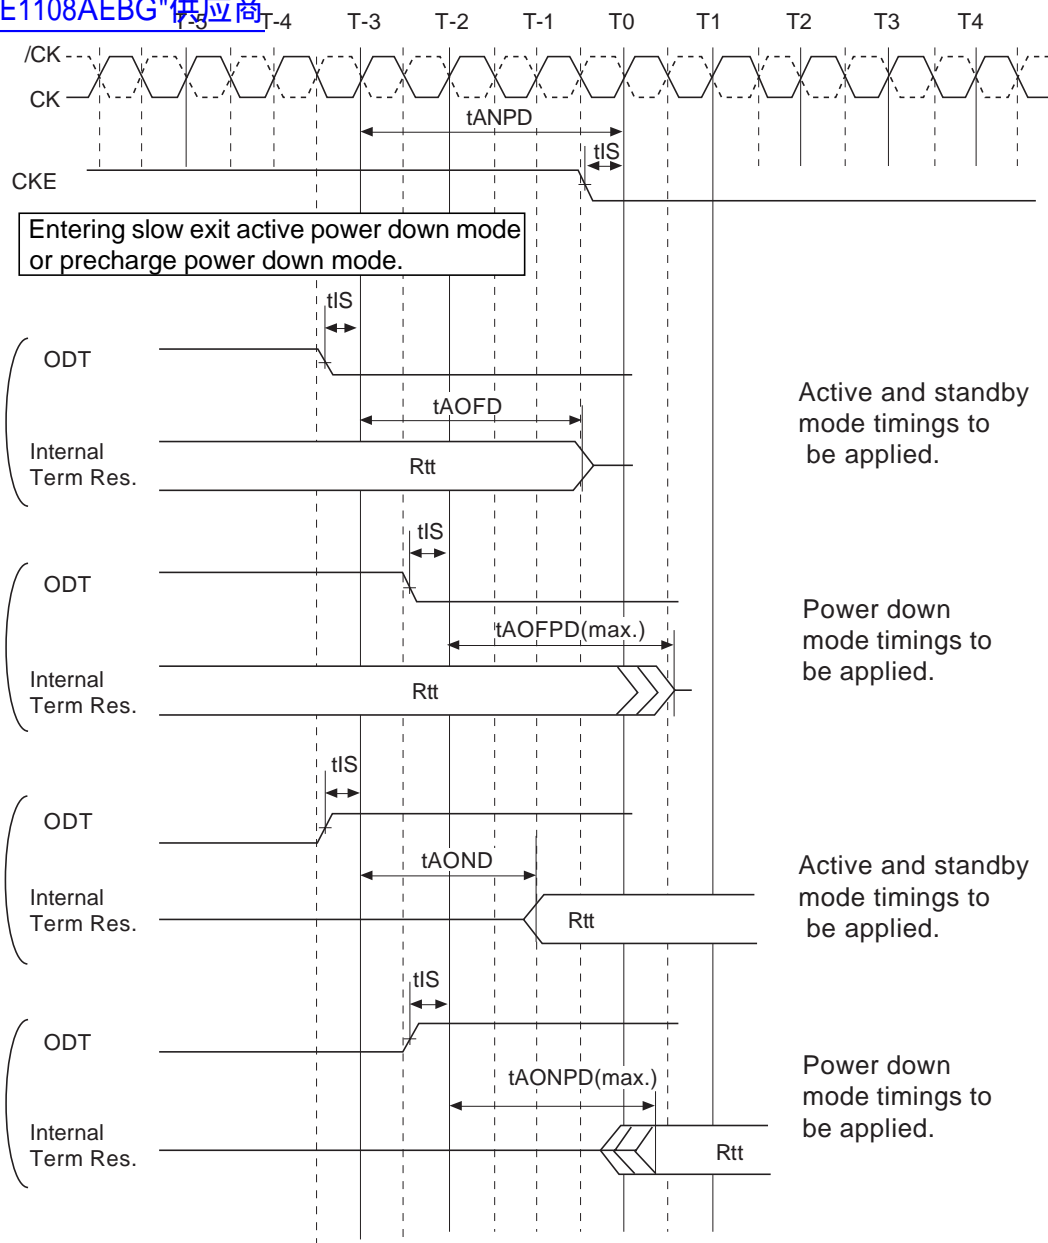 E1108AEBG"供应商
T-5 T-4 T-3 T-2 T-1 T0 T1 T2 T3 T4
/CK
CK
tANPD
tIS
CKE
Entering slow exit active power down mode
or precharge power down mode.
tIS
ODT
tAOFD
Internal
Term Res.
Rtt
Active and standby
mode timings to
be applied.
tIS
ODT
tAOFPD(max.)
Internal
Term Res.
Rtt
Power down
mode timings to
be applied.
tIS
ODT
tAOND
Internal
Term Res.
Rtt
Active and standby
mode timings to
be applied.
tIS
ODT
tAONPD(max.)
Internal
Term Res.
Rtt
Power down
mode timings to
be applied.